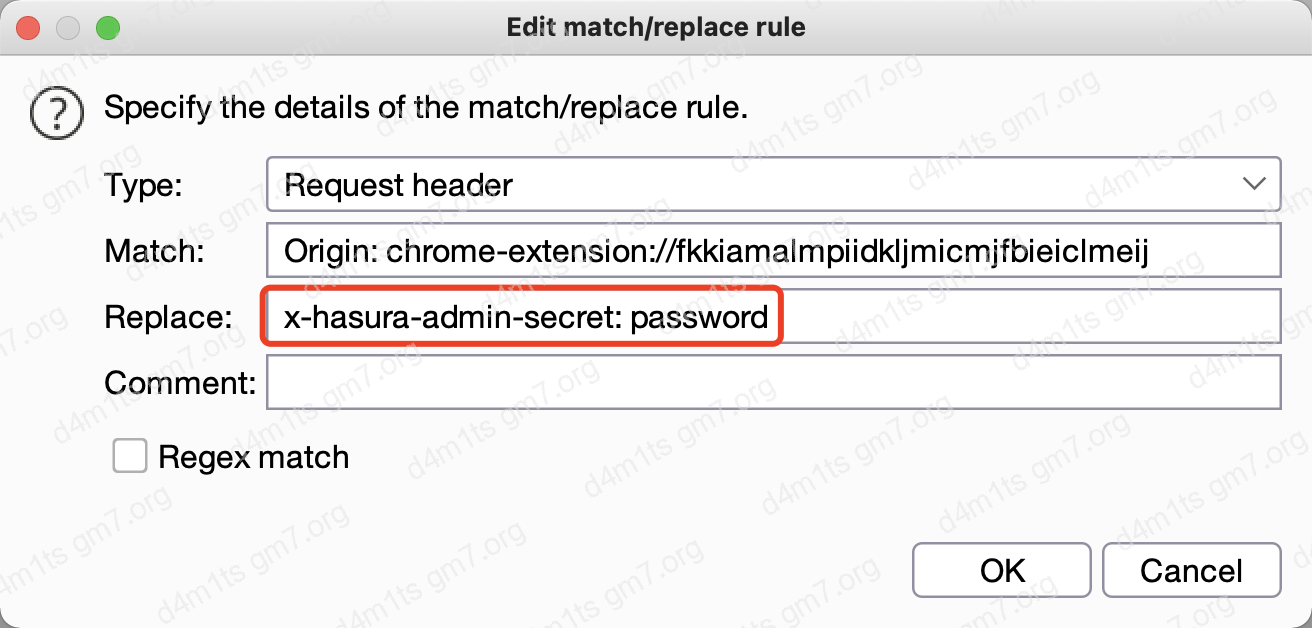 Edit match/replace rule
? Specify the details of the match/replace rule.
Type: Request header
Match: Origin: chrome-extension://fkkiamalmpiidkljmicmjfbieiclmeij
Replace: x-hasura-admin-secret: password
Comment:
Regex match
OK Cancel
d4m1ts gm7.org